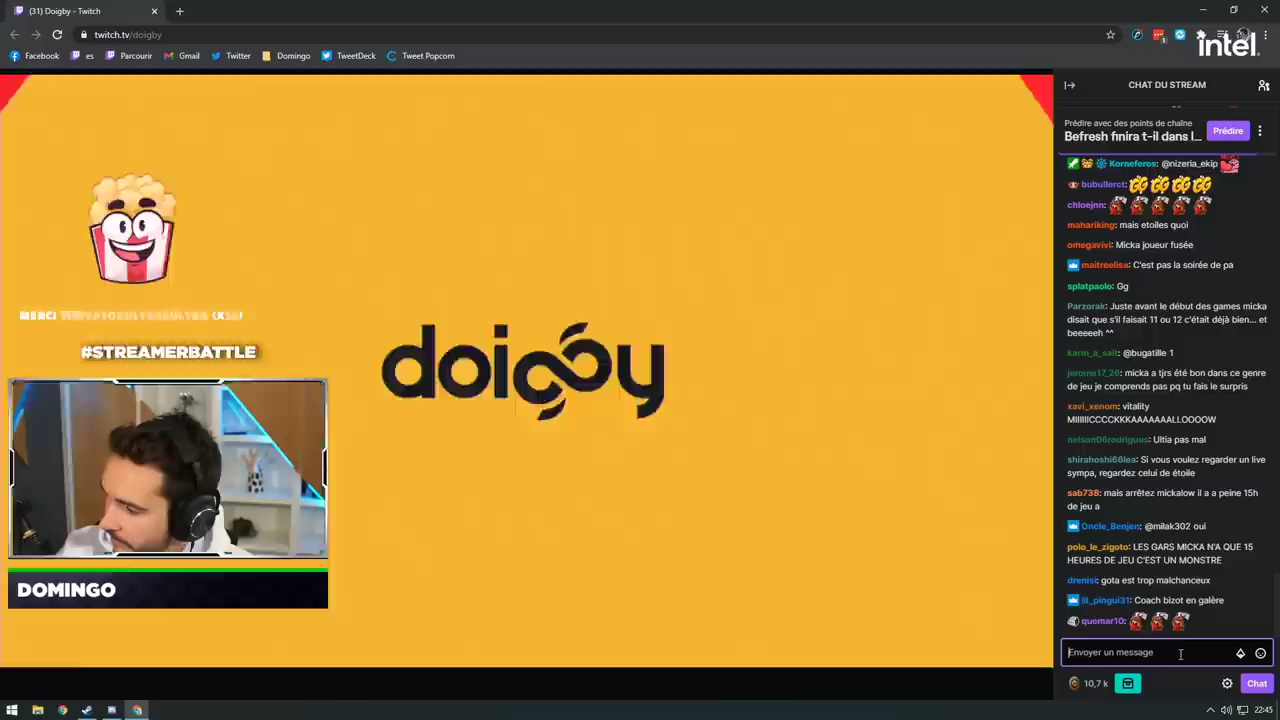 (31) Doigby - Twitch
twitch.tv/doigby
intel.
Facebook
es
Parcourir
Gmail
Twitter
Domingo
TweetDeck
Tweet Popcorn
CHAT DU STREAM
Prédire avec des points de chaîne
Befresh finira t-il dans l...
Prédire
Korneferos: @nizeria_ekip
bubullerct:
chloejnn:
mahariking: mais etoiles quoi
omegavivi: Micka joueur fusée
maitreelisa: C'est pas la soirée de pa
splatpaolo: Gg
Parzorak: Juste avant le début des games micka
disait que s'il faisait 11 ou 12 c'était déjà bien... et
beeeeeh ^^
karm_a_sait: @bugatille 1
jerome17_26: micka a tjrs été bon dans ce genre
de jeu je comprends pas pq tu fais le surpris
xavi_xenom: vitality
MIIIIIICCCCKKKAAAAAAALLOOOOW
nelson06rodrigues: Ultia pas mal
shirahoshi66lea: Si vous voulez regarder un live
sympa, regardez celui de étoile
sab738: mais arrêtez mickalow il a a peine 15h
de jeu a
Oncle_Benjen: @milak302 oui
polo_le_zigoto: LES GARS MICKA N'A QUE 15
HEURES DE JEU C'EST UN MONSTRE
drenisi: gota est trop malchanceux
lil_pingui31: Coach bizot en galère
quemar10:
Envoyer un message
10,7 k
Chat
MERCI
#STREAMERBATTLE
doigby
DOMINGO
22:45